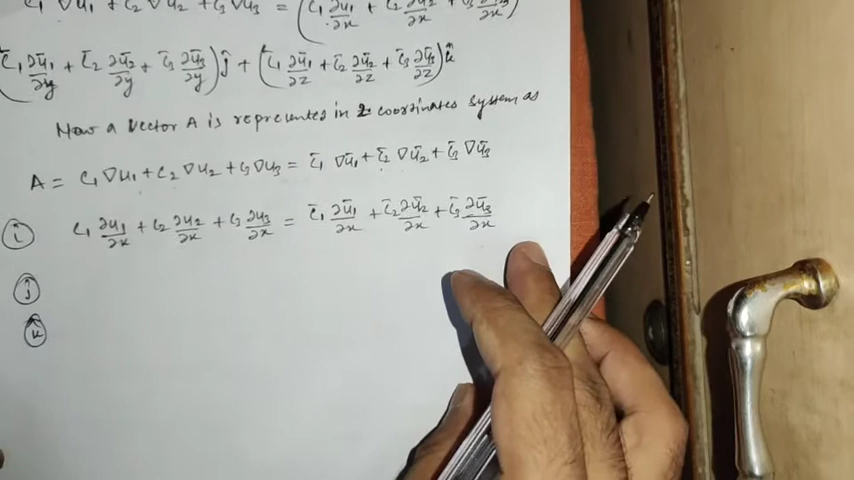 C₁ ∇u₁ + C₂ ∇u₂ + C₃ ∇u₃ = (C₁ ∂u₁/∂x + C₂ ∂u₂/∂x + C₃ ∂u₃/∂x)
C̄₁ ∂ū₁/∂y + C̄₂ ∂ū₂/∂y + C̄₃ ∂ū₃/∂y) ĵ + (C̄₁ ∂ū₁/∂z + C̄₂ ∂ū₂/∂z + C̄₃ ∂ū₃/∂z) k̂
Now a vector A is represented in 2 coordinates system as
A = C₁ ∇u₁ + C₂ ∇u₂ + C₃ ∇u₃ = C̄₁ ∇ū₁ + C̄₂ ∇ū₂ + C̄₃ ∇ū₃
î C₁ ∂u₁/∂x + C₂ ∂u₂/∂x + C₃ ∂u₃/∂x = C̄₁ ∂ū₁/∂x + C̄₂ ∂ū₂/∂x + C̄₃ ∂ū₃/∂x
ĵ
k̂